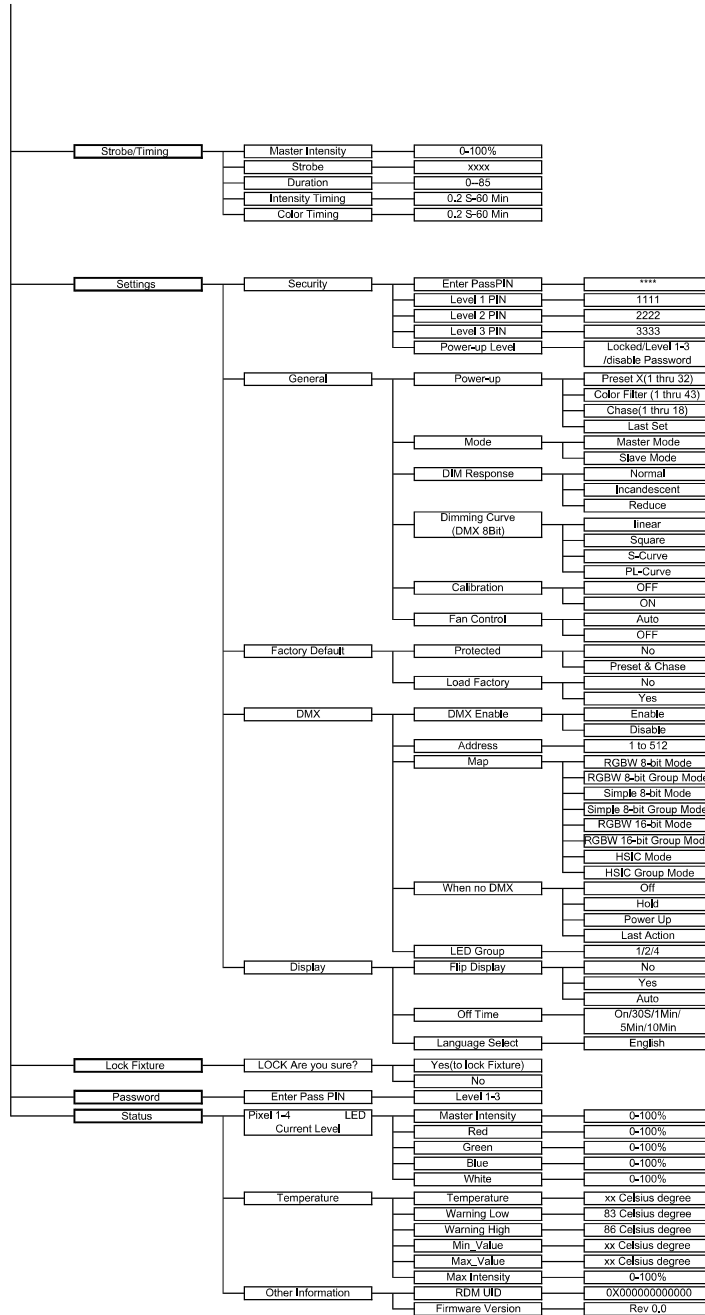 Strobe/Timing Master Intensity 0-100%
Strobe xxxx
Duration 0--85
Intensity Timing 0.2 S-60 Min
Color Timing 0.2 S-60 Min
Settings Security Enter PassPIN ****
Level 1 PIN 1111
Level 2 PIN 2222
Level 3 PIN 3333
Power-up Level Locked/Level 1-3
/disable Password
General Power-up Preset X(1 thru 32)
Color Filter (1 thru 43)
Chase(1 thru 18)
Last Set
Mode Master Mode
Slave Mode
DIM Response Normal
Incandescent
Reduce
Dimming Curve linear
(DMX 8Bit) Square
S-Curve
PL-Curve
Calibration OFF
ON
Fan Control Auto
OFF
Factory Default Protected No
Preset & Chase
Load Factory No
Yes
DMX DMX Enable Enable
Disable
Address 1 to 512
Map RGBW 8-bit Mode
RGBW 8-bit Group Mode
Simple 8-bit Mode
Simple 8-bit Group Mode
RGBW 16-bit Mode
RGBW 16-bit Group Mod
HSIC Mode
HSIC Group Mode
When no DMX Off
Hold
Power Up
Last Action
LED Group 1/2/4
Display Flip Display No
Yes
Auto
Off Time On/30S/1Min/
5Min/10Min
Language Select English
Lock Fixture LOCK Are you sure? Yes(to lock Fixture)
No
Password Enter Pass PIN Level 1-3
Status Pixel 1-4 LED Master Intensity 0-100%
Current Level Red 0-100%
Green 0-100%
Blue 0-100%
White 0-100%
Temperature Temperature xx Celsius degree
Warning Low 83 Celsius degree
Warning High 86 Celsius degree
Min_Value xx Celsius degree
Max_Value xx Celsius degree
Max Intensity 0-100%
Other Information RDM UID 0X000000000000
Firmware Version Rev 0.0